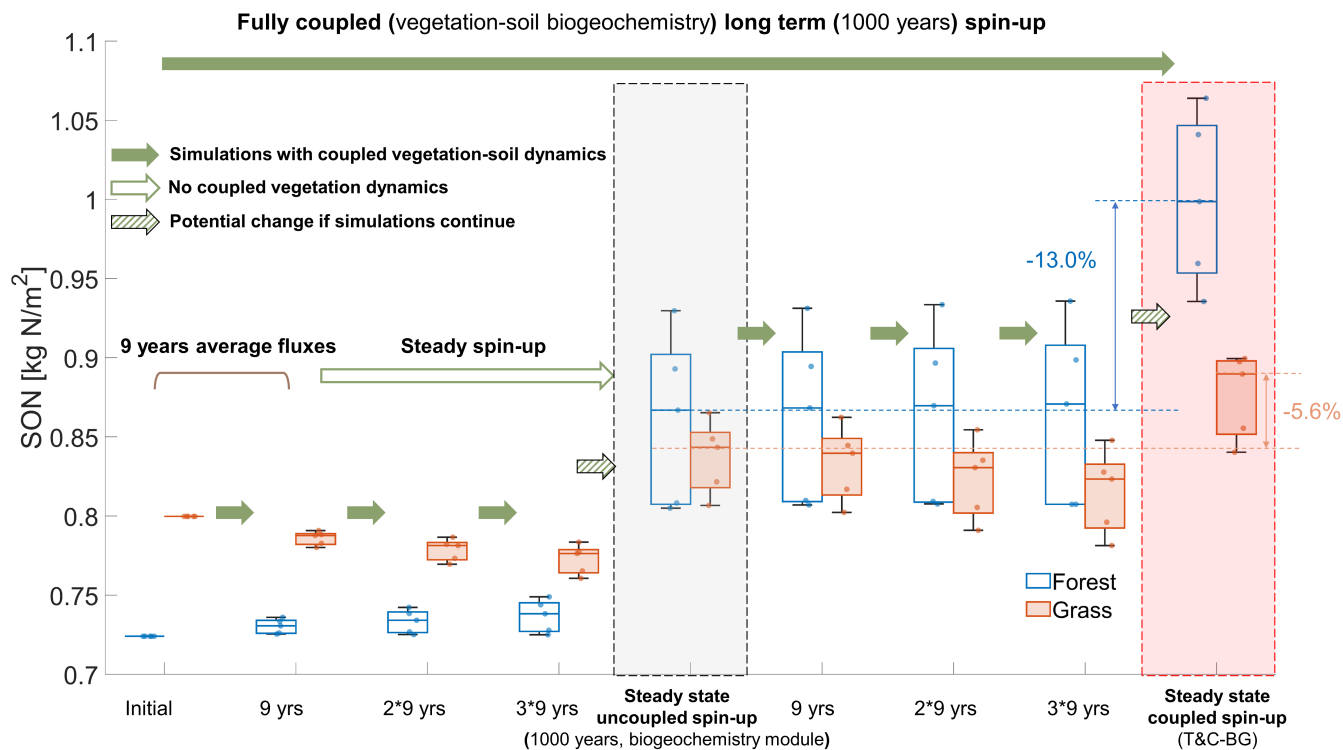 Fully coupled (vegetation-soil biogeochemistry) long term (1000 years) spin-up
1.1
1.05
1
0.95
0.9
0.85
0.8
0.75
0.7
SON [kg N/m²]
Simulations with coupled vegetation-soil dynamics
No coupled vegetation dynamics
Potential change if simulations continue
9 years average fluxes
Steady spin-up
-13.0%
-5.6%
Forest
Grass
Initial
9 yrs
2*9 yrs
3*9 yrs
Steady state
uncoupled spin-up
(1000 years, biogeochemistry module)
9 yrs
2*9 yrs
3*9 yrs
Steady state
coupled spin-up
(T&C-BG)